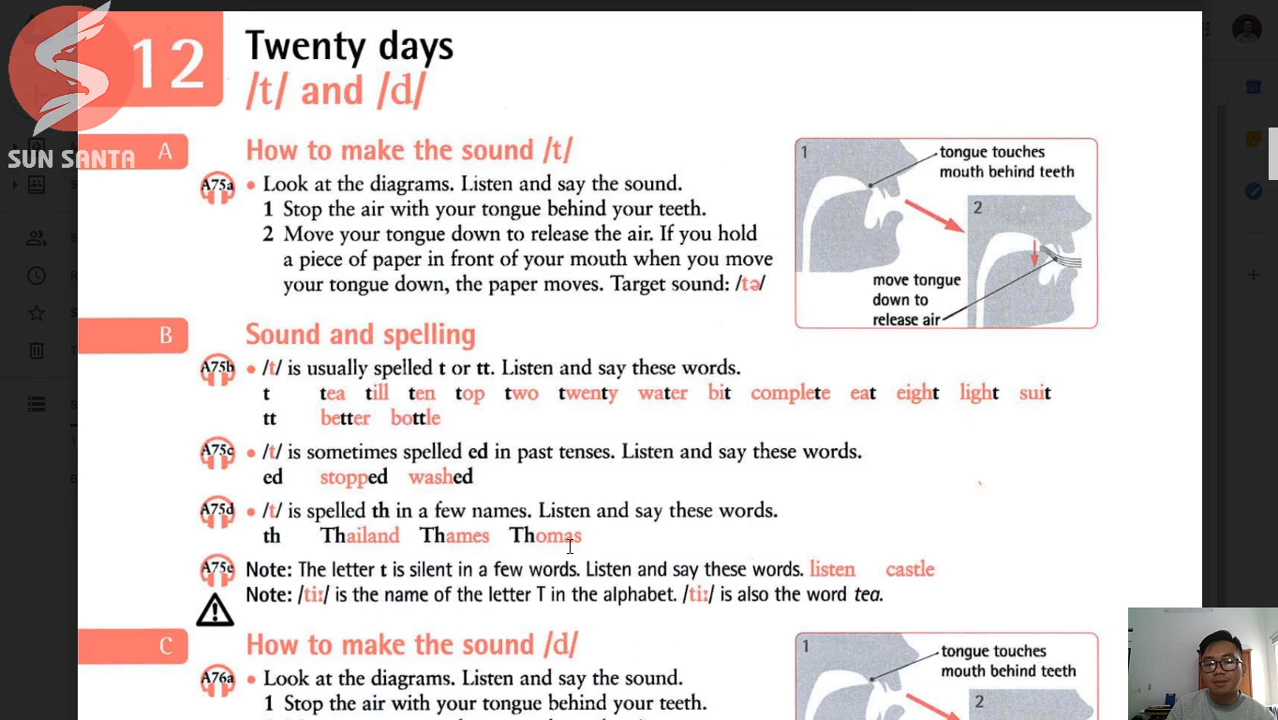 12
Twenty days
/t/ and /d/
SUN SANTA
A
How to make the sound /t/
A75a
• Look at the diagrams. Listen and say the sound.
1 Stop the air with your tongue behind your teeth.
2 Move your tongue down to release the air. If you hold
a piece of paper in front of your mouth when you move
your tongue down, the paper moves. Target sound: /tə/
1
tongue touches
mouth behind teeth
2
move tongue
down to
release air
B
Sound and spelling
A75b
• /t/ is usually spelled t or tt. Listen and say these words.
t tea till ten top two twenty water bit complete eat eight light suit
tt better bottle
A75c
• /t/ is sometimes spelled ed in past tenses. Listen and say these words.
ed stopped washed
A75d
• /t/ is spelled th in a few names. Listen and say these words.
th Thailand Thames Thomas
A75e
Note: The letter t is silent in a few words. Listen and say these words. listen castle
Note: /tiː/ is the name of the letter T in the alphabet. /tiː/ is also the word tea.
C
How to make the sound /d/
A76a
• Look at the diagrams. Listen and say the sound.
1 Stop the air with your tongue behind your teeth.
1
tongue touches
mouth behind teeth
2